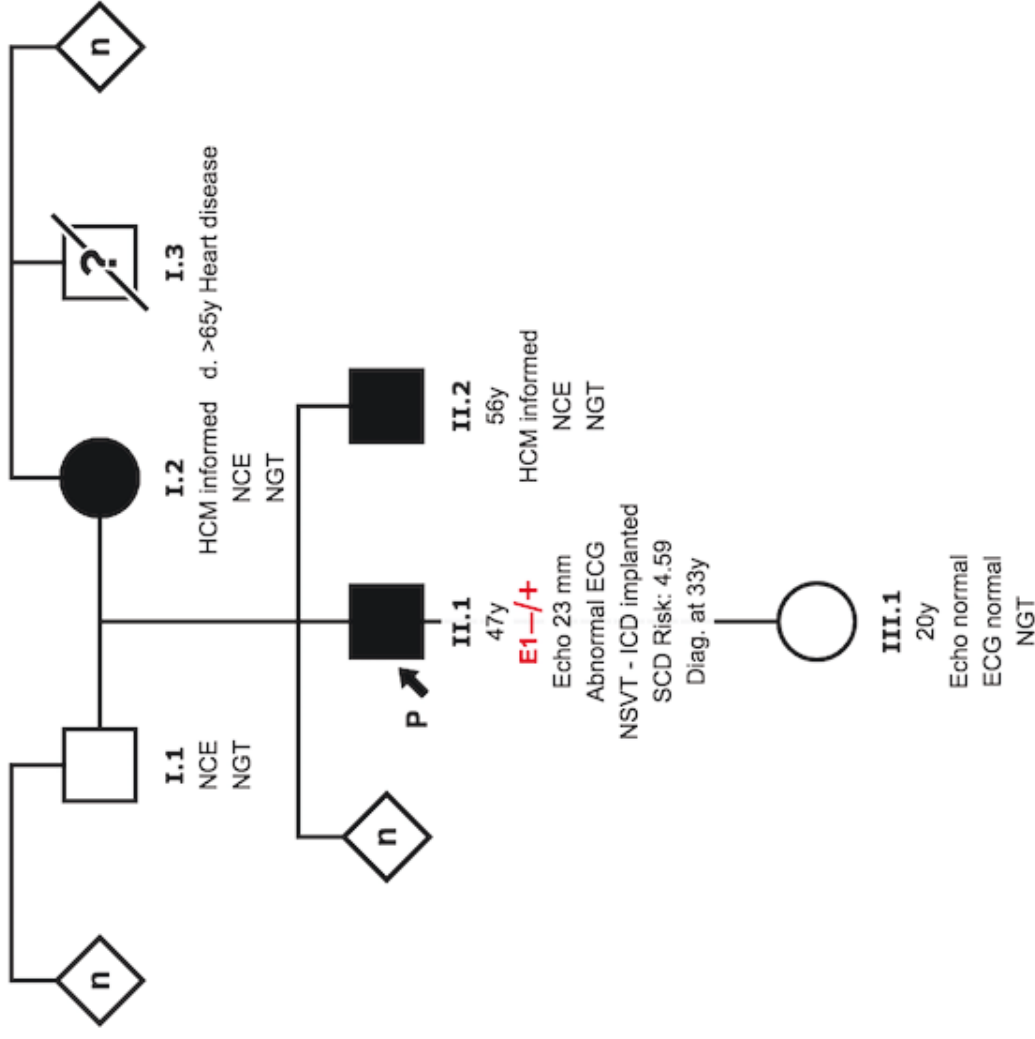 n
?
n
I.1
NCE
NGT
I.2
HCM informed
NCE
NGT
I.3
d. >65y Heart disease
n
P
II.1
47y
E1—/+
Echo 23 mm
Abnormal ECG
NSVT - ICD implanted
SCD Risk: 4.59
Diag. at 33y
II.2
56y
HCM informed
NCE
NGT
III.1
20y
Echo normal
ECG normal
NGT